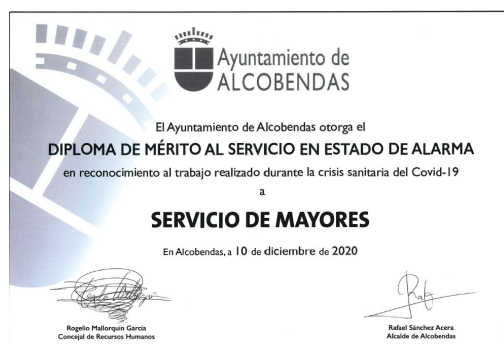 Ayuntamiento de
ALCOBENDAS
El Ayuntamiento de Alcobendas otorga el
DIPLOMA DE MÉRITO AL SERVICIO EN ESTADO DE ALARMA
en reconocimiento al trabajo realizado durante la crisis sanitaria del Covid-19
a
SERVICIO DE MAYORES
En Alcobendas, a 10 de diciembre de 2020
Rogelio Mallorquín García
Concejal de Recursos Humanos
Rafael Sánchez Acera
Alcalde de Alcobendas